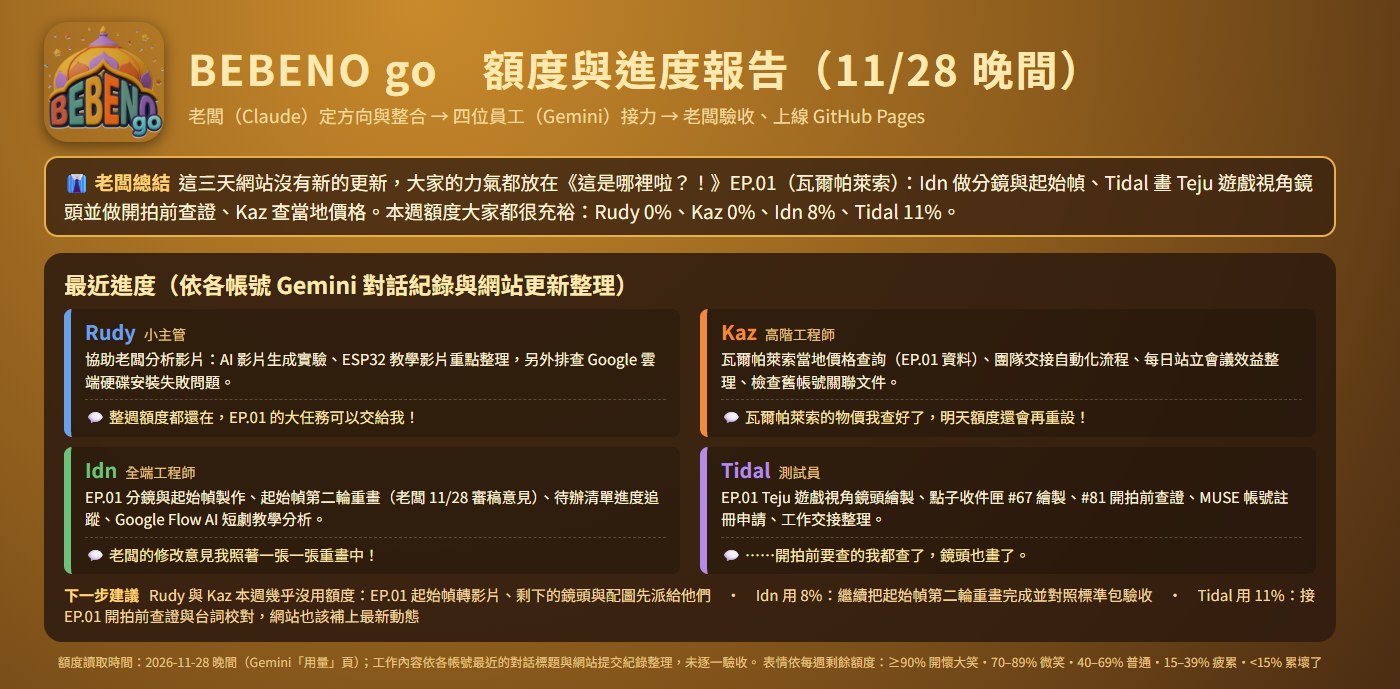 BEBENO go
BEBENO go 額度與進度報告（11/28 晚間）
老闆（Claude）定方向與整合 → 四位員工（Gemini）接力 → 老闆驗收、上線 GitHub Pages
👔 老闆總結 這三天網站沒有新的更新，大家的力氣都放在《這是哪裡啦？！》EP.01（瓦爾帕萊索）：Idn 做分鏡與起始幀、Tidal 畫 Teju 遊戲視角鏡
頭並做開拍前查證、Kaz 查當地價格。本週額度大家都很充裕：Rudy 0%、Kaz 0%、Idn 8%、Tidal 11%。
最近進度（依各帳號 Gemini 對話紀錄與網站更新整理）
Rudy 小主管
協助老闆分析影片：AI 影片生成實驗、ESP32 教學影片重點整理，另外排查 Google 雲
端硬碟安裝失敗問題。
💬 整週額度都還在，EP.01 的大任務可以交給我！
Kaz 高階工程師
瓦爾帕萊索當地價格查詢（EP.01 資料）、團隊交接自動化流程、每日站立會議效益整
理、檢查舊帳號關聯文件。
💬 瓦爾帕萊索的物價我查好了，明天額度還會再重設！
Idn 全端工程師
EP.01 分鏡與起始幀製作、起始幀第二輪重畫（老闆 11/28 審稿意見）、待辦清單進度追
蹤、Google Flow AI 短劇教學分析。
💬 老闆的修改意見我照著一張一張重畫中！
Tidal 測試員
EP.01 Teju 遊戲視角鏡頭繪製、點子收件匣 #67 繪製、#81 開拍前查證、MUSE 帳號註
冊申請、工作交接整理。
💬 ⋯⋯開拍前要查的我都查了，鏡頭也畫了。
下一步建議 Rudy 與 Kaz 本週幾乎沒用額度：EP.01 起始幀轉影片、剩下的鏡頭與配圖先派給他們 ・ Idn 用 8%：繼續把起始幀第二輪重畫完成並對照標準包驗收 ・ Tidal 用 11%：接
EP.01 開拍前查證與台詞校對，網站也該補上最新動態
額度讀取時間：2026-11-28 晚間（Gemini「用量」頁）；工作內容依各帳號最近的對話標題與網站提交紀錄整理，未逐一驗收。 表情依每週剩餘額度：≥90% 開懷大笑・70–89% 微笑・40–69% 普通・15–39% 疲累・<15% 累壞了